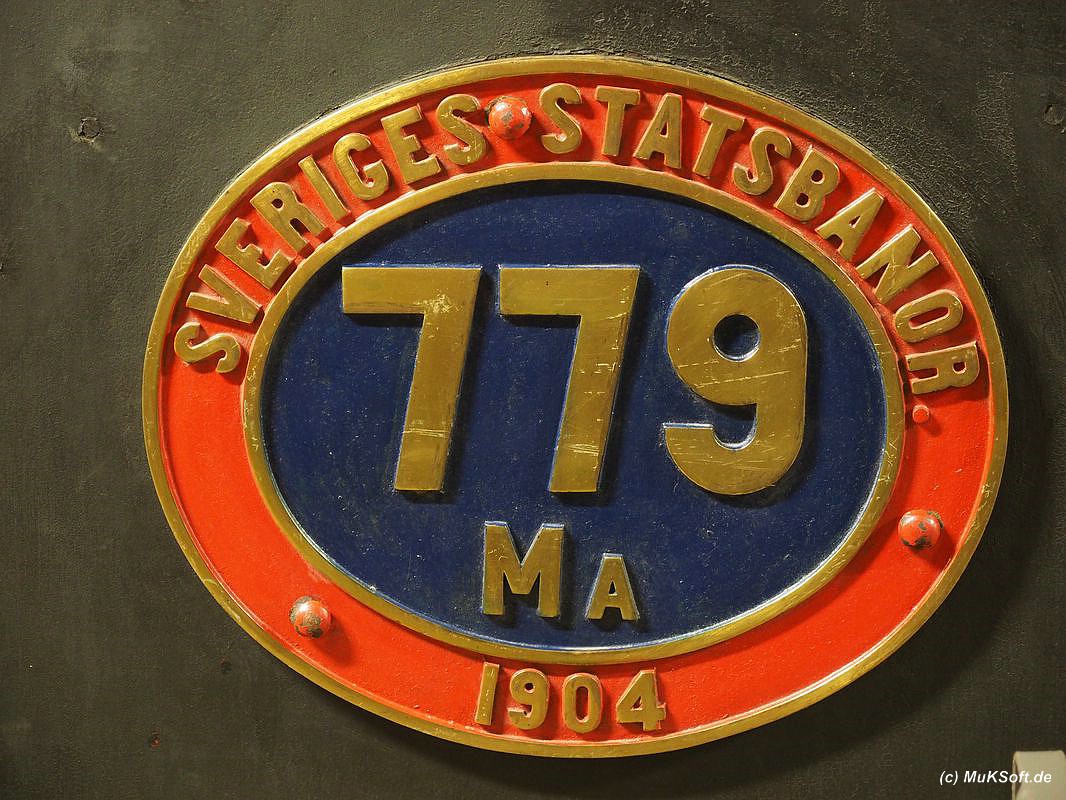 SVERIGES STATSBANOR.
779
MA
1904
(c) MuKSoft.de